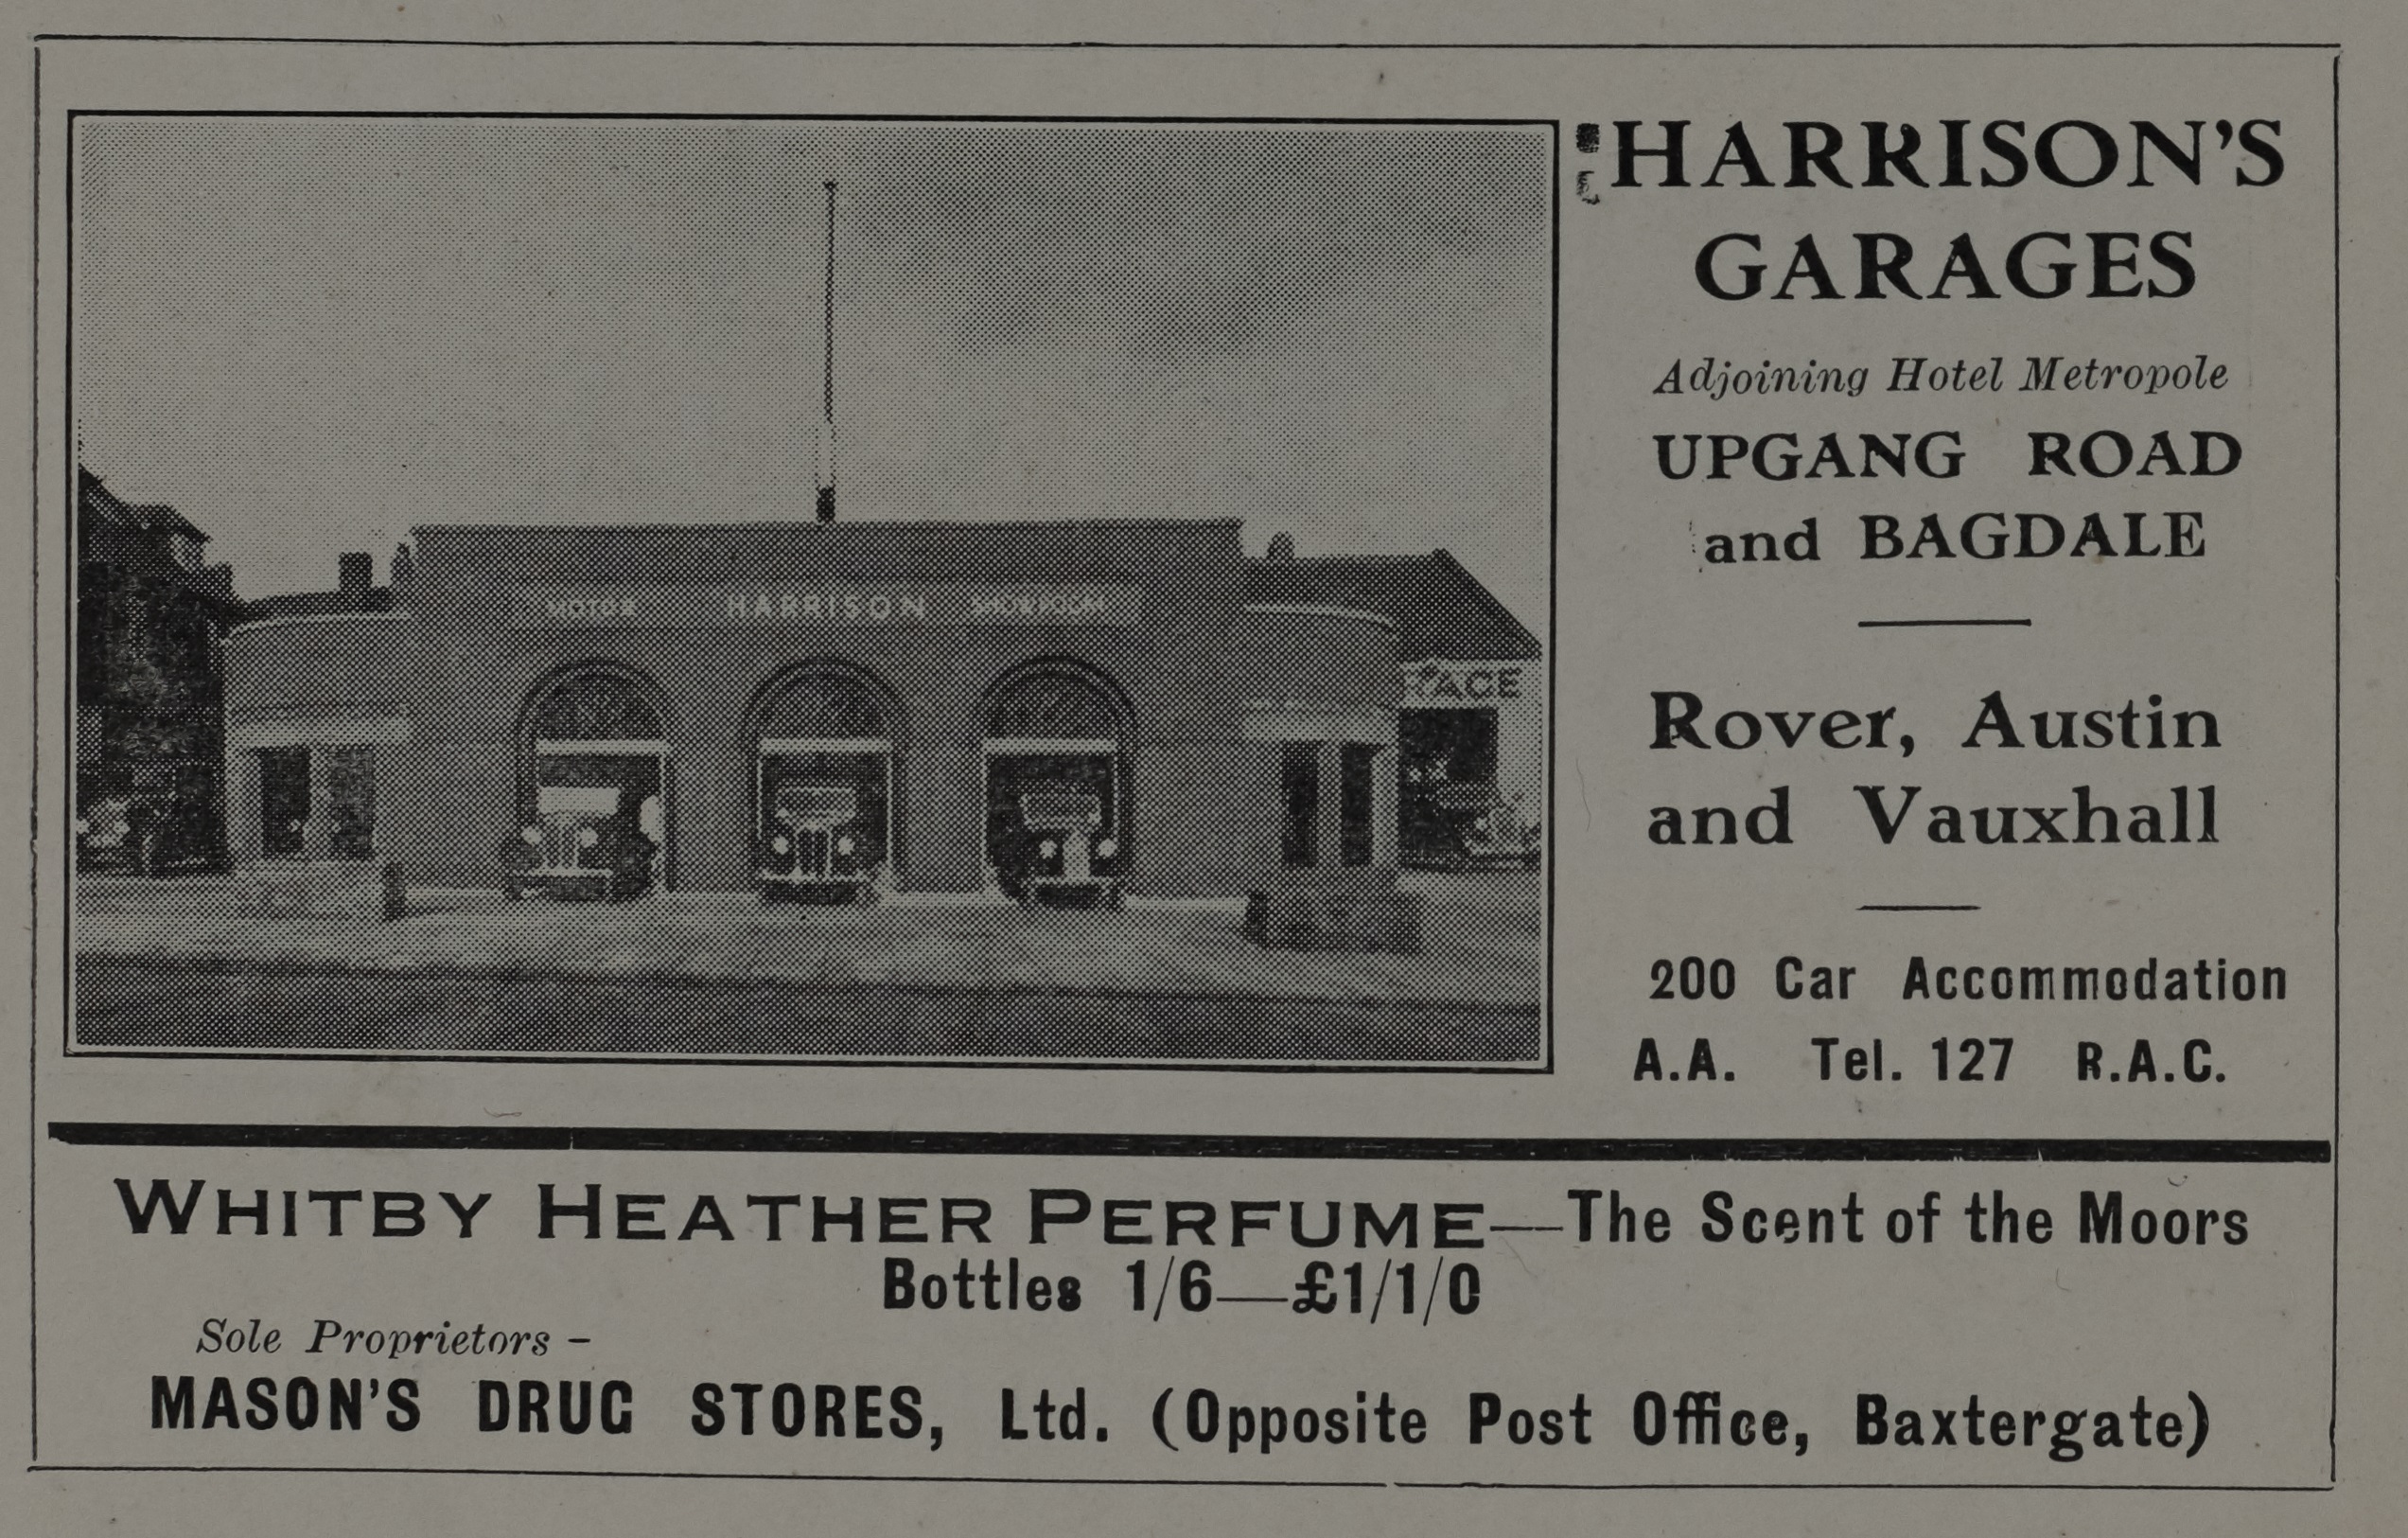 MOTOR HARRISON SHOWROOM
HARRISON'S
GARAGES
Adjoining Hotel Metropole
UPGANG ROAD
and BAGDALE
Rover, Austin
and Vauxhall
200 Car Accommodation
A.A. Tel. 127 R.A.C.
WHITBY HEATHER PERFUME—The Scent of the Moors
Bottles 1/6—£1/1/0
Sole Proprietors -
MASON'S DRUG STORES, Ltd. (Opposite Post Office, Baxtergate)